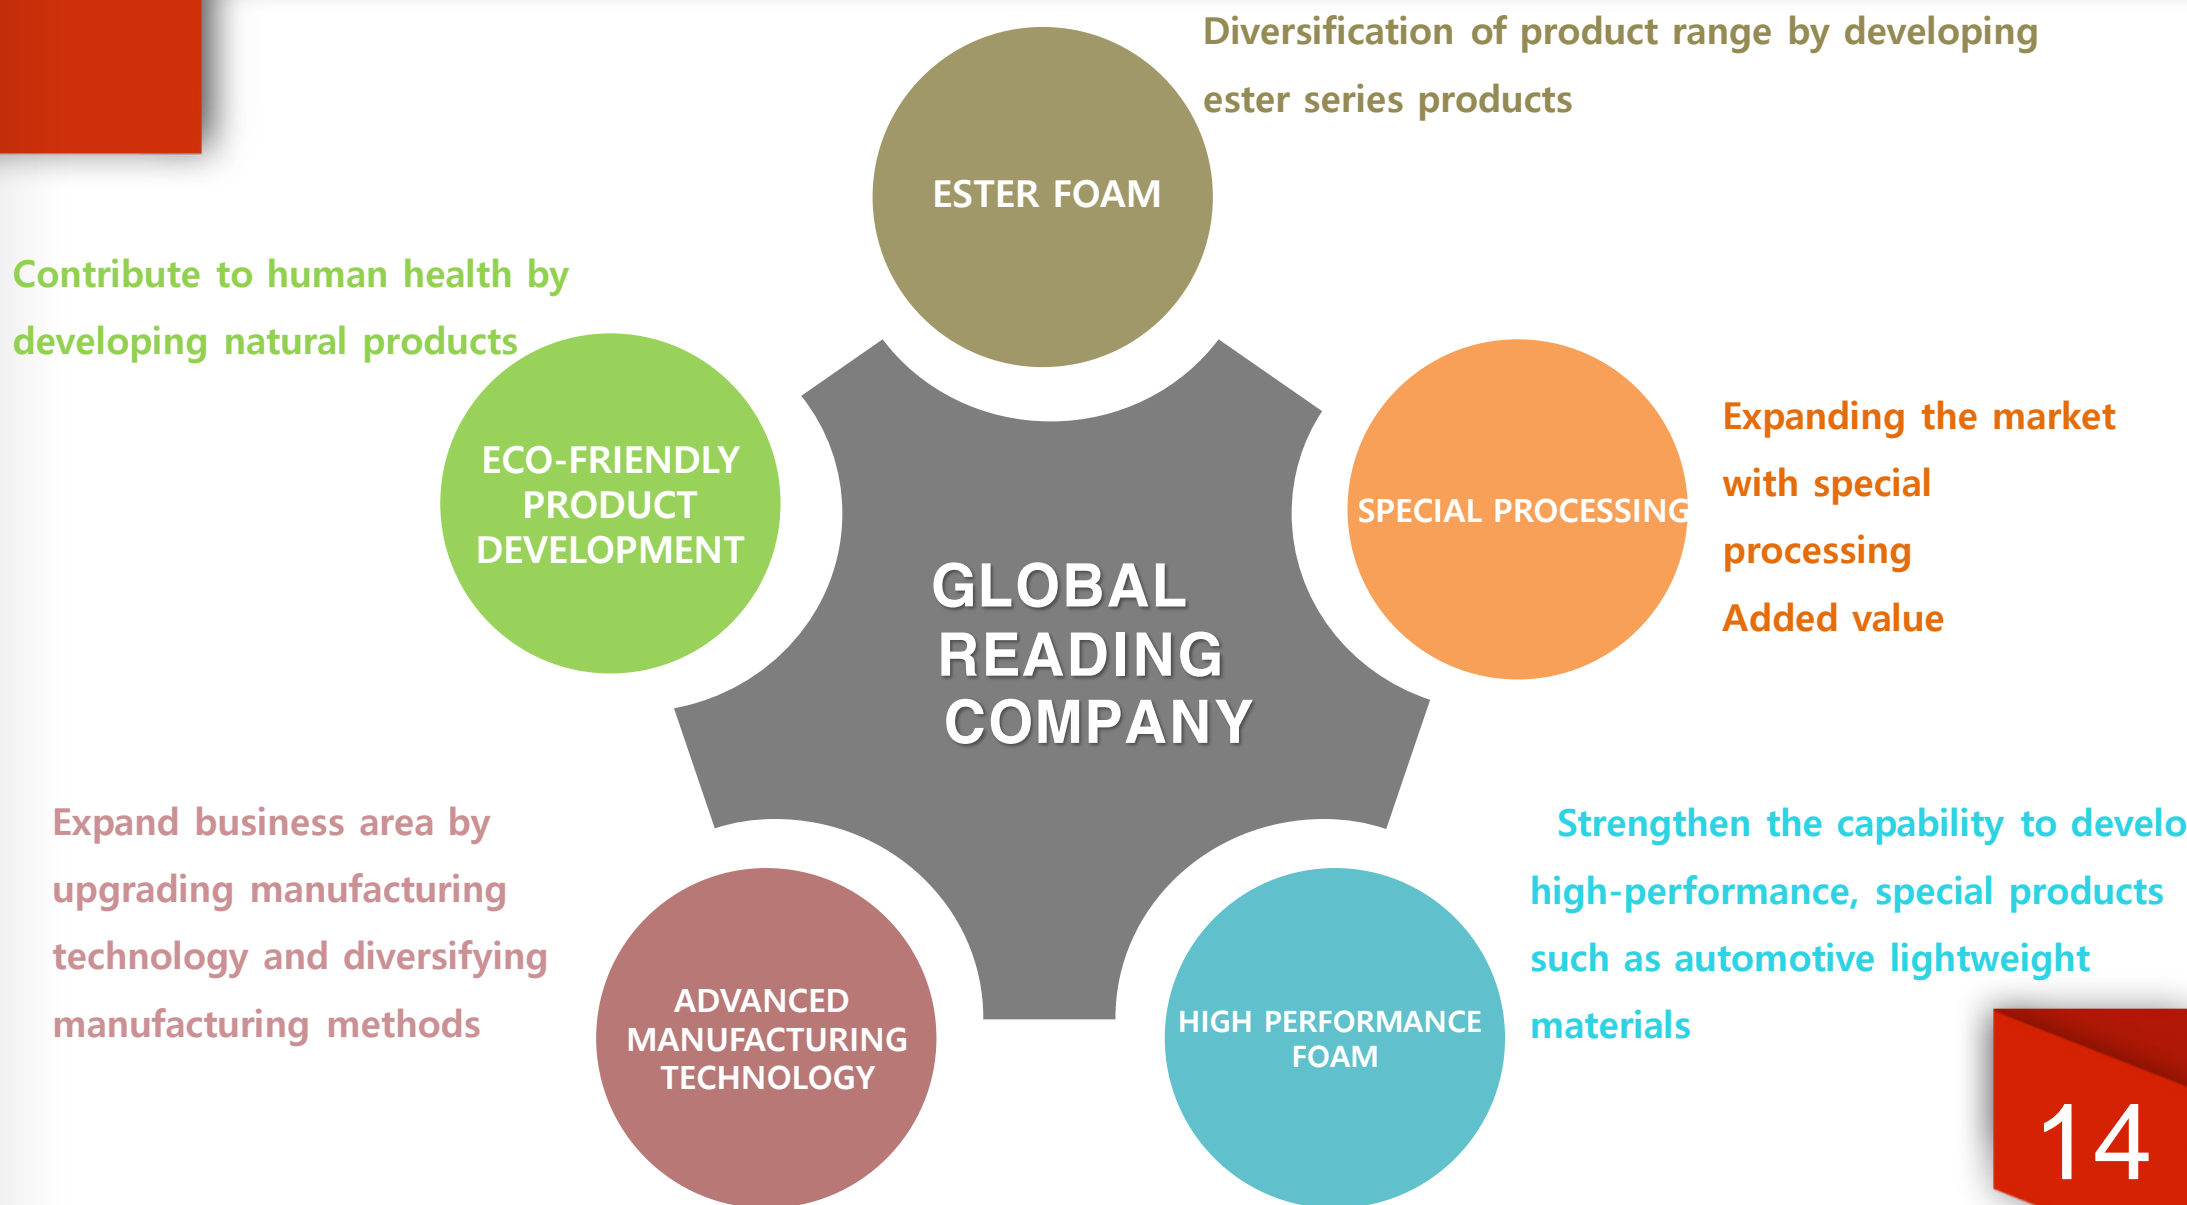 Diversification of product range by developing
ester series products
ESTER FOAM
Contribute to human health by
developing natural products
ECO-FRIENDLY
PRODUCT
DEVELOPMENT
SPECIAL PROCESSING
Expanding the market
with special
processing
Added value
GLOBAL
READING
COMPANY
Expand business area by
upgrading manufacturing
technology and diversifying
manufacturing methods
ADVANCED
MANUFACTURING
TECHNOLOGY
HIGH PERFORMANCE
FOAM
Strengthen the capability to develo
high-performance, special products
such as automotive lightweight
materials
14